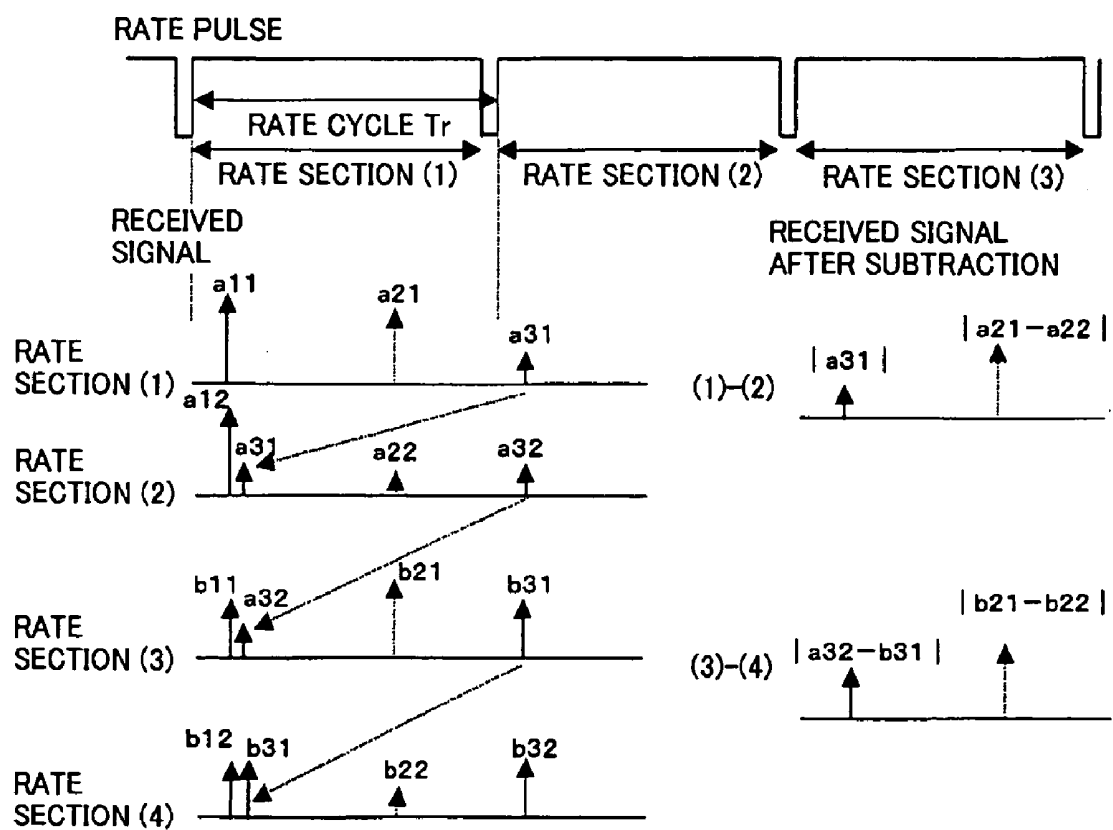 RATE PULSE
RATE CYCLE Tr
RATE SECTION (1)
RATE SECTION (2)
RATE SECTION (3)
RECEIVED
SIGNAL
RECEIVED SIGNAL
AFTER SUBTRACTION
a11
a21
a31
RATE
SECTION (1)
(1)-(2)
|a31|
|a21-a22|
a12
a31
a22
a32
RATE
SECTION (2)
b11
a32
b21
b31
RATE
SECTION (3)
(3)-(4)
|a32-b31|
|b21-b22|
b12
b31
b22
b32
RATE
SECTION (4)